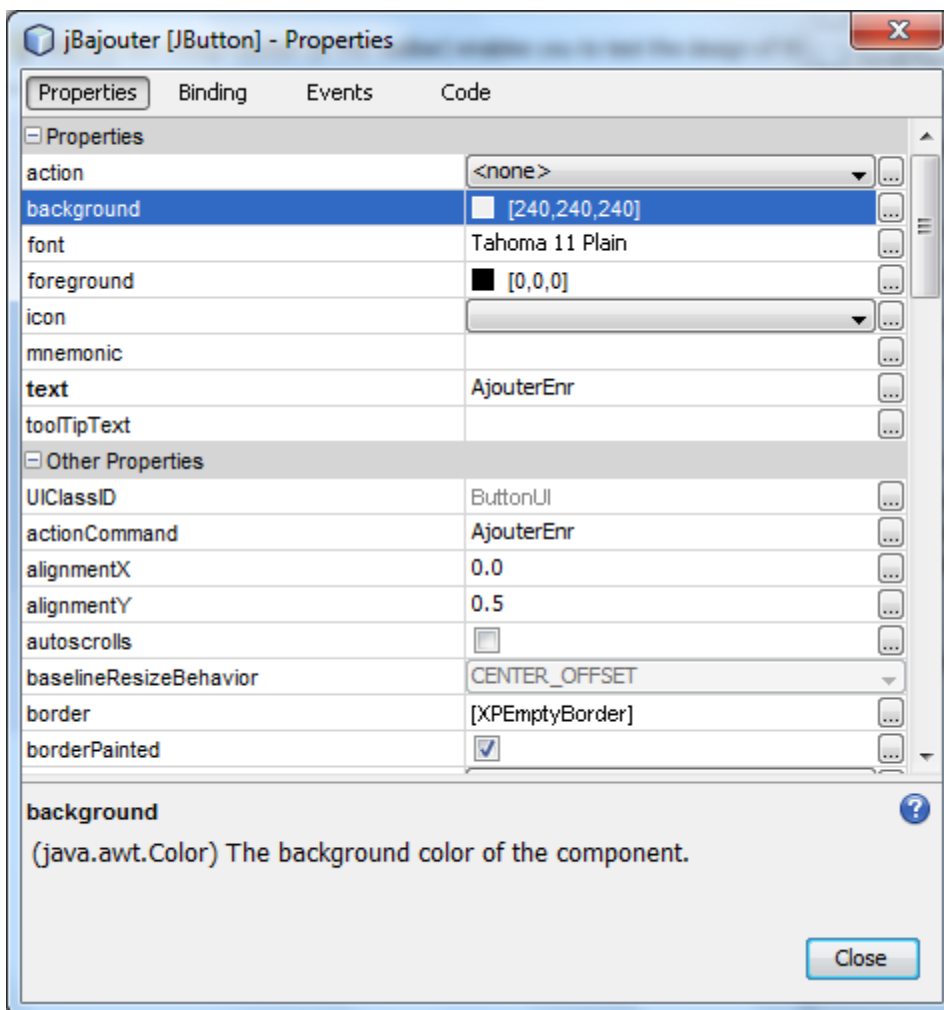 jBajouter [JButton] - Properties
Properties Binding Events Code
Properties
action <none> ...
background [240,240,240] ...
font Tahoma 11 Plain ...
foreground [0,0,0] ...
icon ...
mnemonic ...
text AjouterEnr ...
toolTipText ...
Other Properties
UIClassID ButtonUI ...
actionCommand AjouterEnr ...
alignmentX 0.0 ...
alignmentY 0.5 ...
autoscrolls ...
baselineResizeBehavior CENTER_OFFSET
border [XPEmptyBorder] ...
borderPainted ...
background ?
(java.awt.Color) The background color of the component.
Close